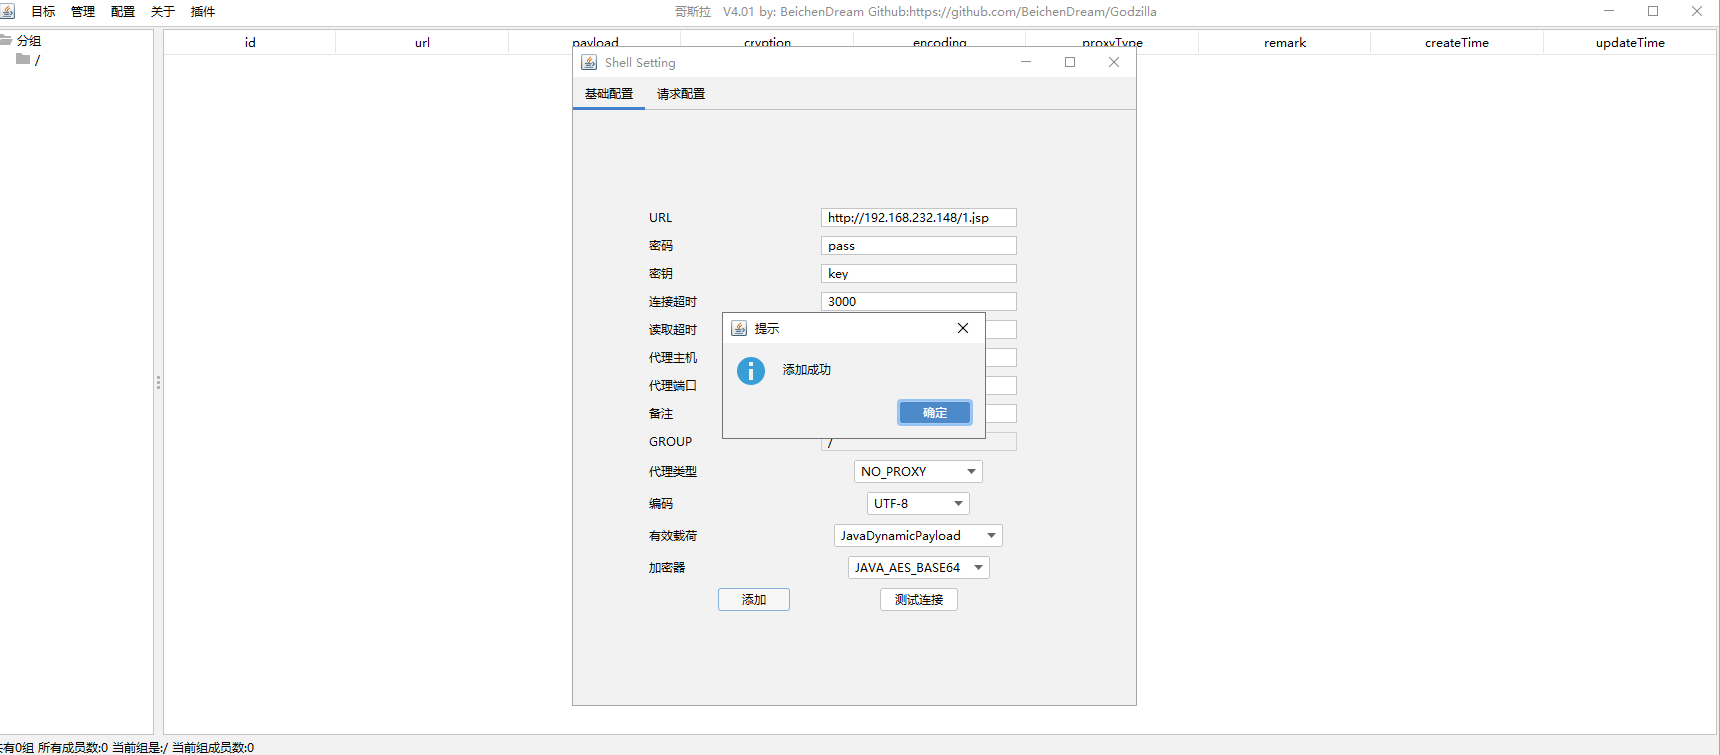 目标 管理 配置 关于 插件 哥斯拉 V4.01 by: BeichenDream Github:https://github.com/BeichenDream/Godzilla
分组
/
id url payload cryption encoding proxyType remark createTime updateTime
Shell Setting
基础配置 请求配置
URL http://192.168.232.148/1.jsp
密码 pass
密钥 key
连接超时 3000
读取超时
代理主机
代理端口
备注
GROUP /
提示
添加成功
确定
代理类型 NO_PROXY
编码 UTF-8
有效载荷 JavaDynamicPayload
加密器 JAVA_AES_BASE64
添加 测试连接
有0组 所有成员数:0 当前组是:/ 当前组成员数:0